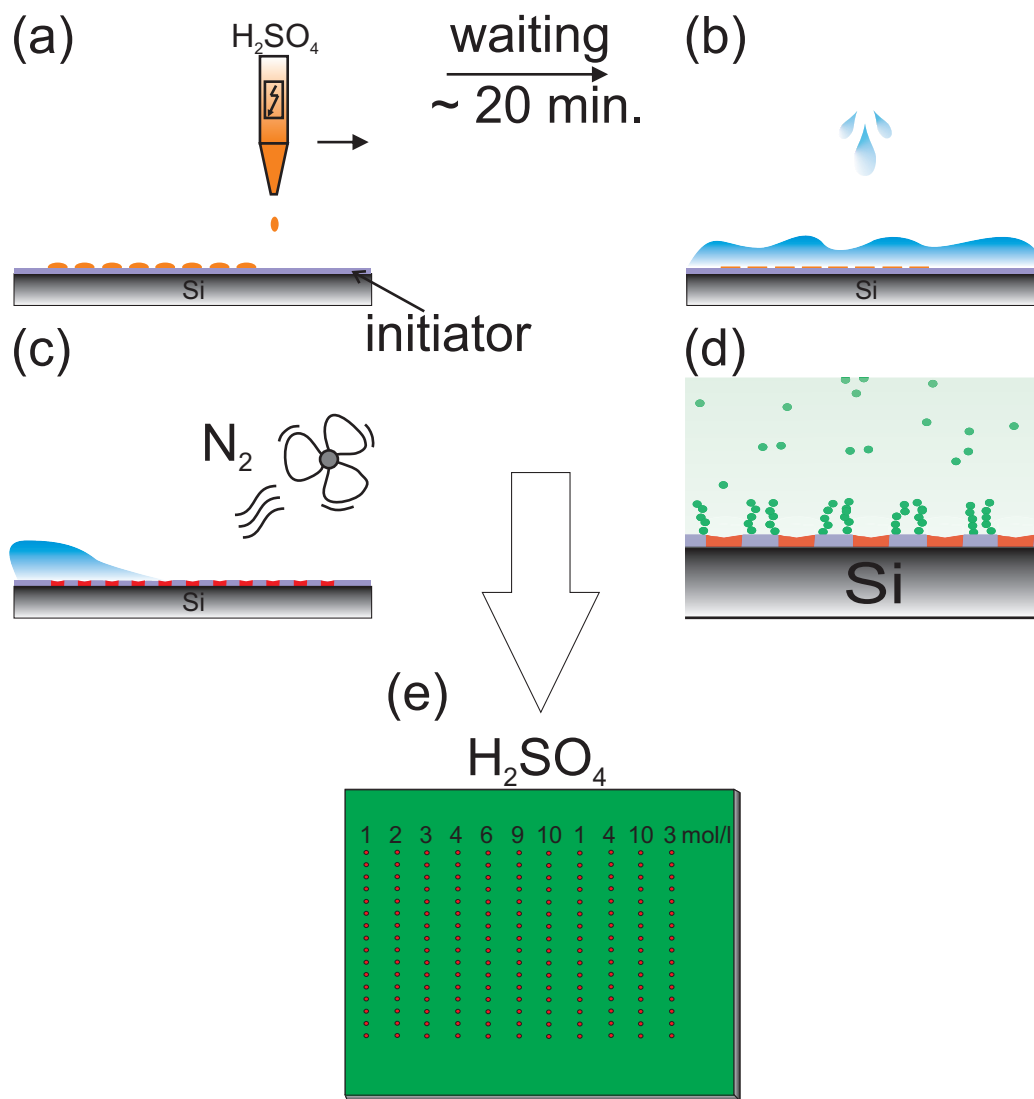 (a)
H₂SO₄
waiting
~ 20 min.
(b)
Si
initiator
Si
(c)
N₂
Si
(d)
Si
(e)
H₂SO₄
1 2 3 4 6 9 10 1 4 10 3 mol/l